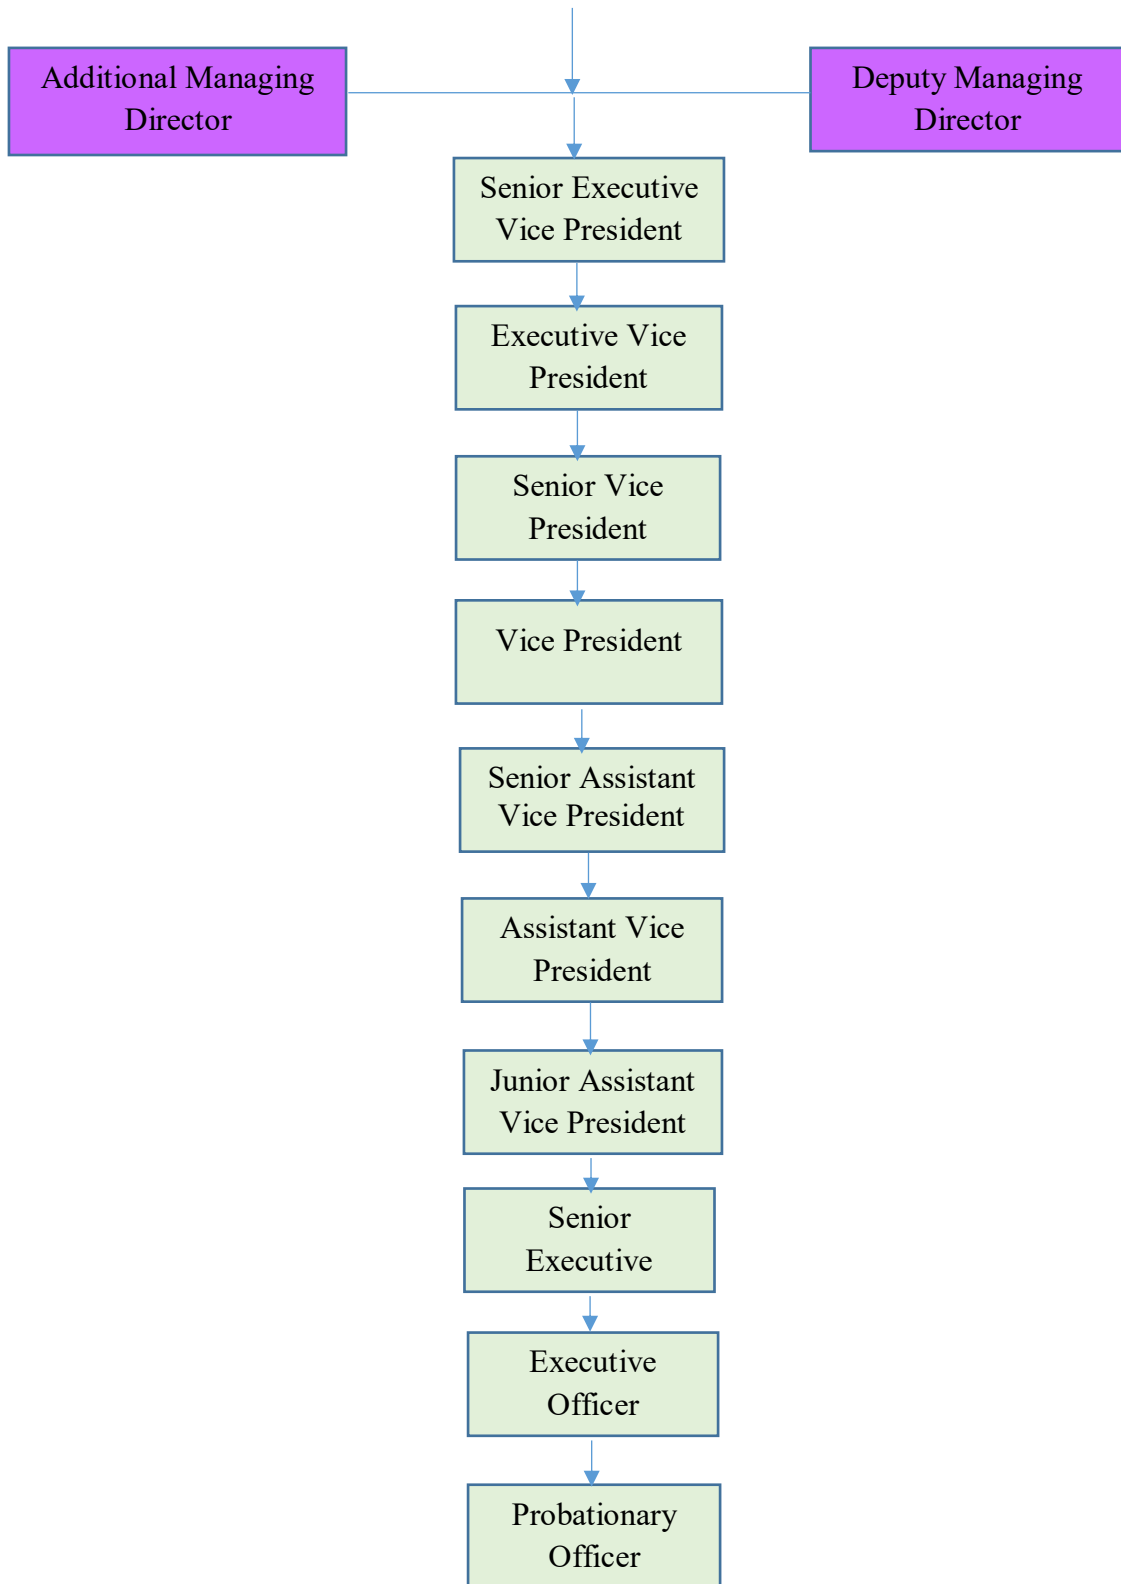 Additional Managing
Director
Deputy Managing
Director
Senior Executive
Vice President
Executive Vice
President
Senior Vice
President
Vice President
Senior Assistant
Vice President
Assistant Vice
President
Junior Assistant
Vice President
Senior
Executive
Executive
Officer
Probationary
Officer